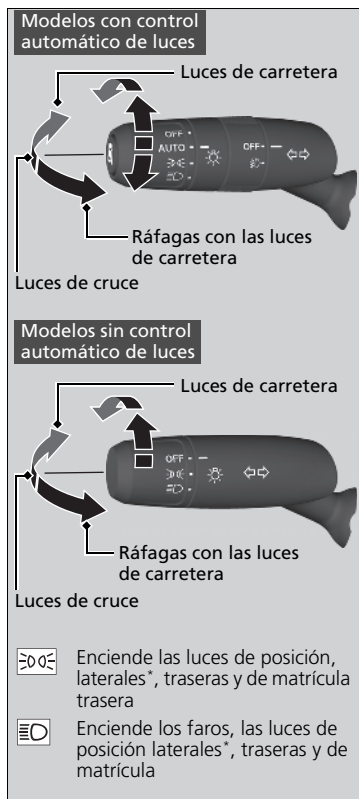 Modelos con control
automático de luces
Luces de carretera
OFF
AUTO
OFF
Ráfagas con las luces
de carretera
Luces de cruce
Modelos sin control
automático de luces
Luces de carretera
OFF
Ráfagas con las luces
de carretera
Luces de cruce
Enciende las luces de posición,
laterales*, traseras y de matrícula
trasera
Enciende los faros, las luces de
posición laterales*, traseras y de
matrícula